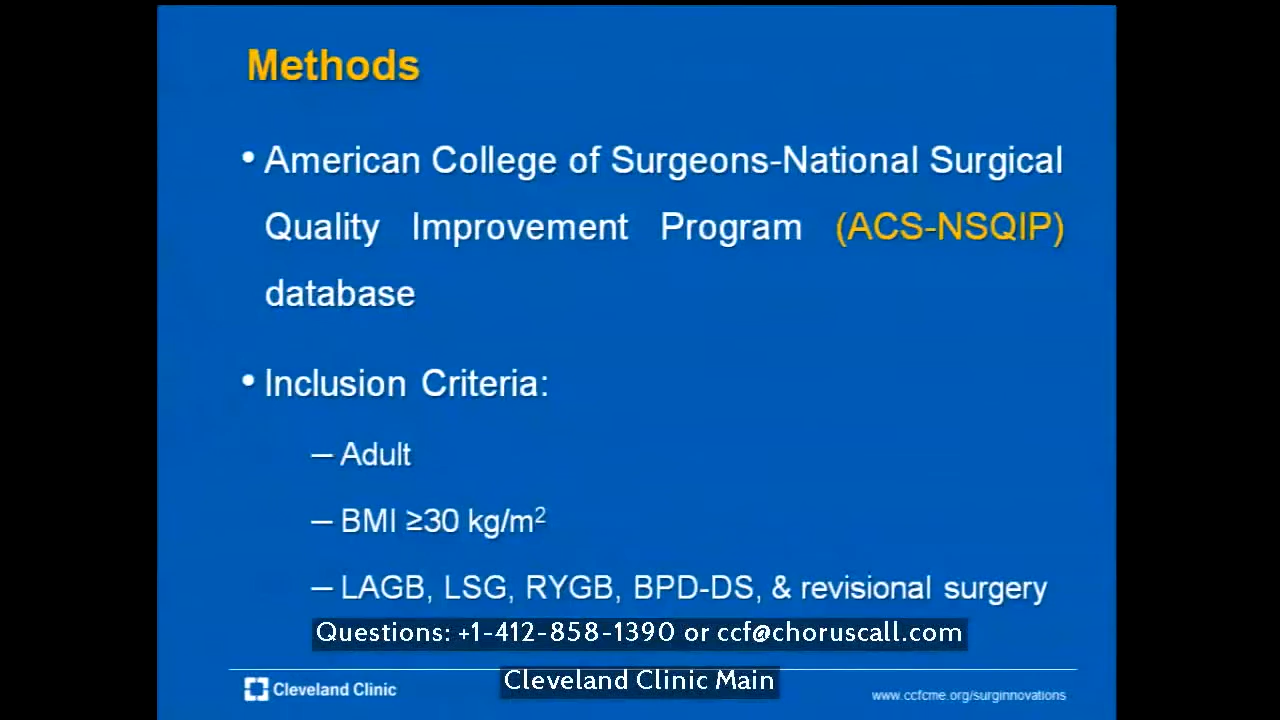 Methods
• American College of Surgeons-National Surgical
Quality Improvement Program (ACS-NSQIP)
database
• Inclusion Criteria:
– Adult
– BMI ≥30 kg/m²
– LAGB, LSG, RYGB, BPD-DS, & revisional surgery
Questions: +1-412-858-1390 or ccf@choruscall.com
Cleveland Clinic
Cleveland Clinic Main
www.ccfcme.org/surginnovations